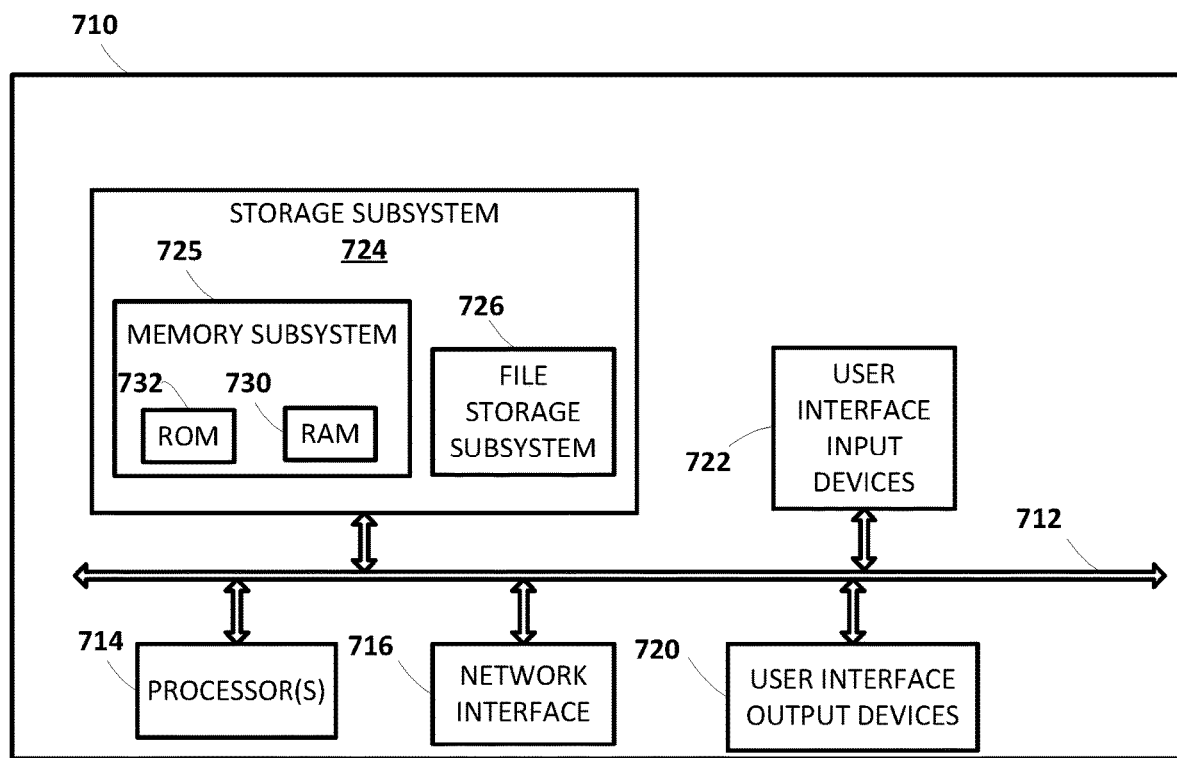 710
STORAGE SUBSYSTEM
724
725
MEMORY SUBSYSTEM
732
ROM
730
RAM
726
FILE
STORAGE
SUBSYSTEM
722
USER
INTERFACE
INPUT
DEVICES
712
714
PROCESSOR(S)
716
NETWORK
INTERFACE
720
USER INTERFACE
OUTPUT DEVICES